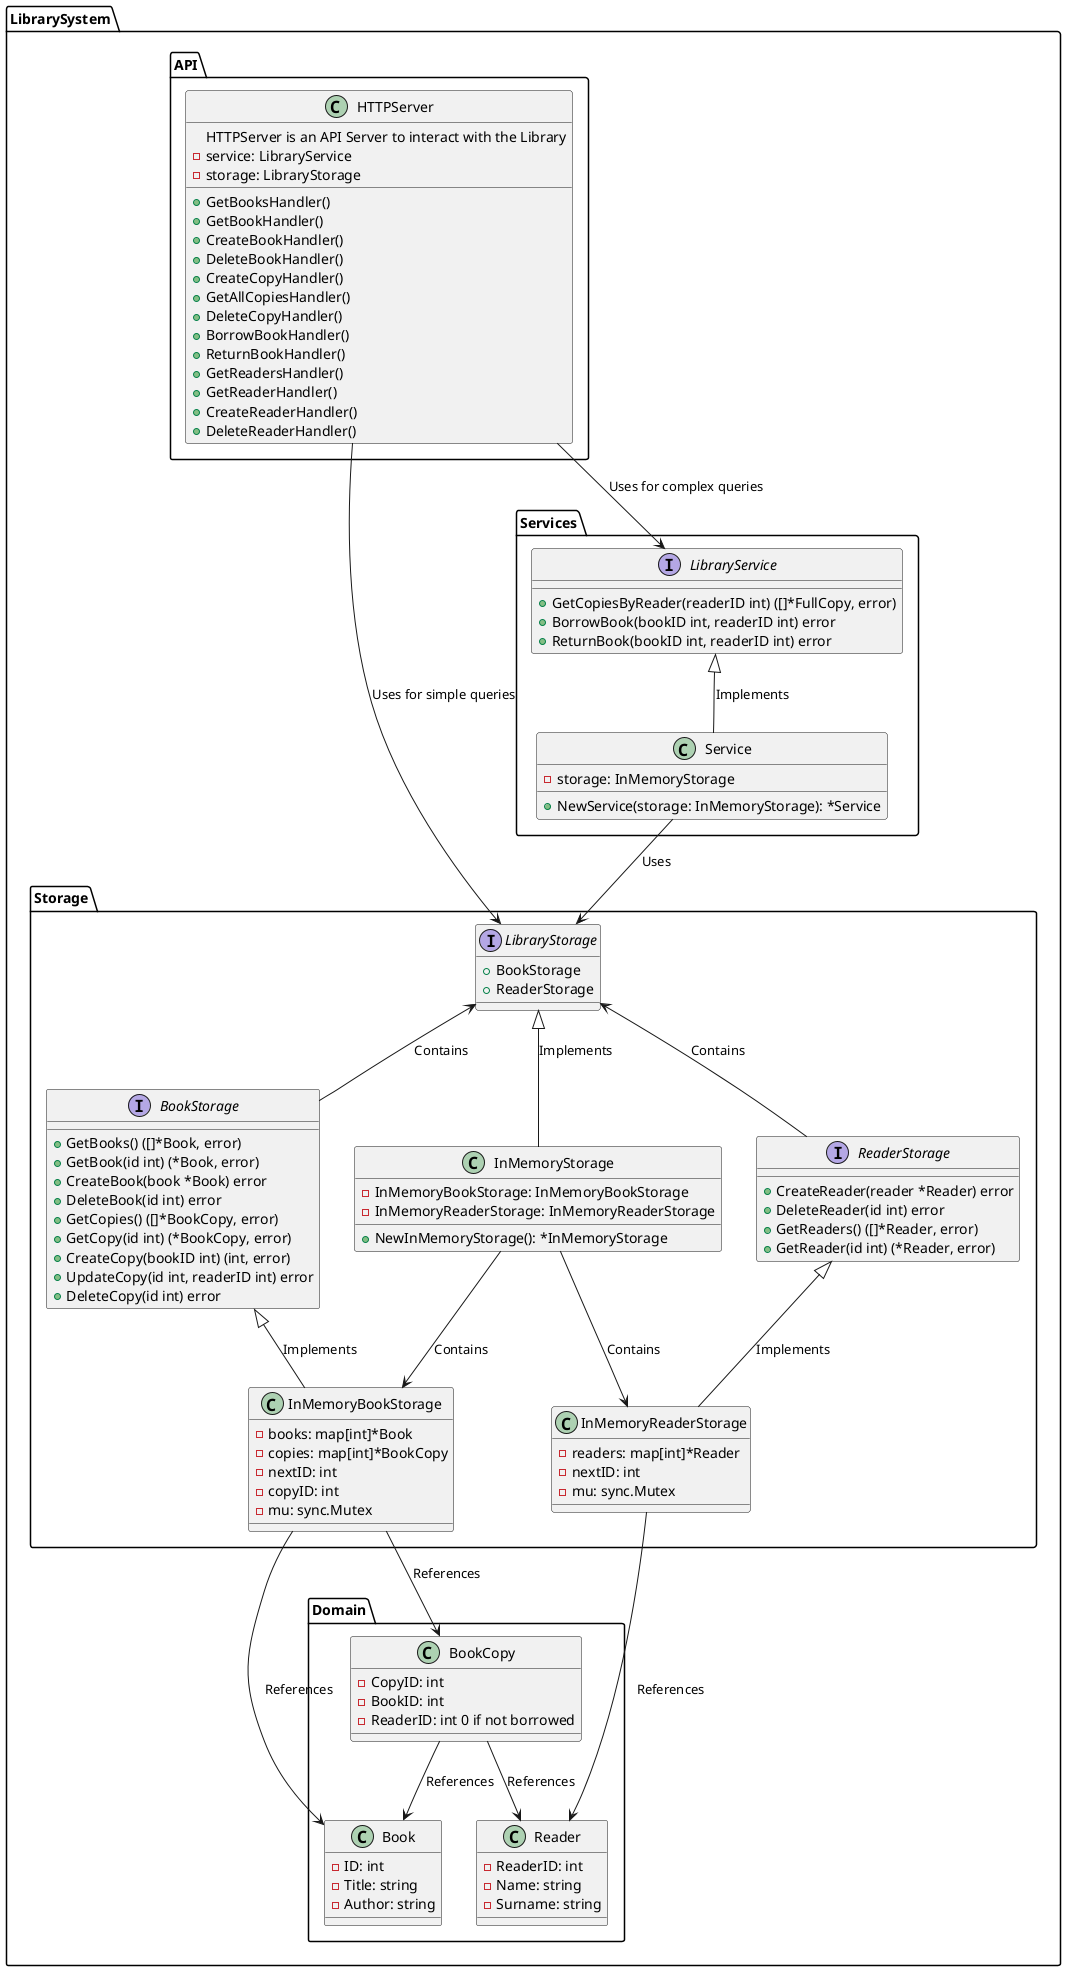 LibrarySystem
API
C HTTPServer
HTTPServer is an API Server to interact with the Library
service: LibraryService
storage: LibraryStorage
GetBooksHandler()
GetBookHandler()
CreateBookHandler()
DeleteBookHandler()
CreateCopyHandler()
GetAllCopiesHandler()
DeleteCopyHandler()
BorrowBookHandler()
ReturnBookHandler()
GetReadersHandler()
GetReaderHandler()
CreateReaderHandler()
DeleteReaderHandler()
Uses for complex queries
Services
I LibraryService
GetCopiesByReader(readerID int) ([]*FullCopy, error)
BorrowBook(bookID int, readerID int) error
ReturnBook(bookID int, readerID int) error
Uses for simple queries
Implements
C Service
storage: InMemoryStorage
NewService(storage: InMemoryStorage): *Service
Uses
Storage
I LibraryStorage
BookStorage
ReaderStorage
Contains
Implements
Contains
I BookStorage
GetBooks() ([]*Book, error)
GetBook(id int) (*Book, error)
CreateBook(book *Book) error
DeleteBook(id int) error
GetCopies() ([]*BookCopy, error)
GetCopy(id int) (*BookCopy, error)
CreateCopy(bookID int) (int, error)
UpdateCopy(id int, readerID int) error
DeleteCopy(id int) error
C InMemoryStorage
InMemoryBookStorage: InMemoryBookStorage
InMemoryReaderStorage: InMemoryReaderStorage
NewInMemoryStorage(): *InMemoryStorage
I ReaderStorage
CreateReader(reader *Reader) error
DeleteReader(id int) error
GetReaders() ([]*Reader, error)
GetReader(id int) (*Reader, error)
Implements
Contains
Contains
Implements
C InMemoryBookStorage
books: map[int]*Book
copies: map[int]*BookCopy
nextID: int
copyID: int
mu: sync.Mutex
C InMemoryReaderStorage
readers: map[int]*Reader
nextID: int
mu: sync.Mutex
References
Domain
C BookCopy
CopyID: int
BookID: int
ReaderID: int 0 if not borrowed
References
References
References
References
C Book
ID: int
Title: string
Author: string
C Reader
ReaderID: int
Name: string
Surname: string